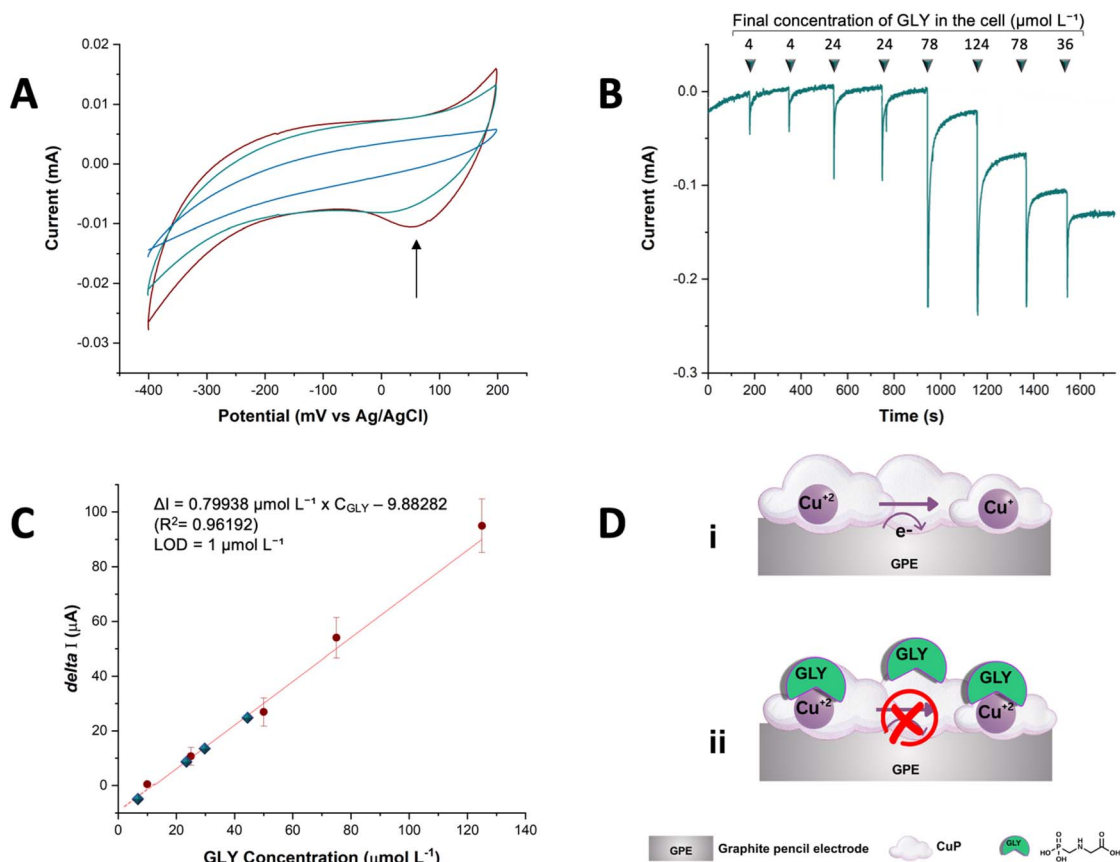 A
0.02
0.01
0.00
-0.01
-0.02
-0.03
Current (mA)
-400 -300 -200 -100 0 100 200
Potential (mV vs Ag/AgCl)
B
Final concentration of GLY in the cell (µmol L⁻¹)
4 4 24 24 78 124 78 36
0.0
-0.1
-0.2
-0.3
Current (mA)
0 200 400 600 800 1000 1200 1400 1600
Time (s)
C
ΔI = 0.79938 µmol L⁻¹ x C_GLY – 9.88282
(R²= 0.96192)
LOD = 1 µmol L⁻¹
100
80
60
40
20
0
delta I (µA)
0 20 40 60 80 100 120 140
GLY Concentration (µmol L⁻¹)
D
i
Cu⁺² Cu⁺
e-
GPE
ii
GLY GLY GLY
Cu⁺² Cu⁺²
GPE
GPE Graphite pencil electrode CuP GLY
O O
HO P N H OH
OH